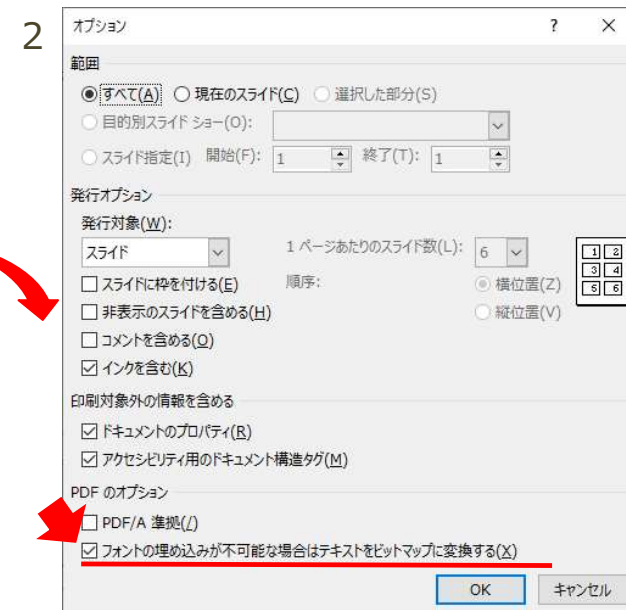 2
オプション ? ×
範囲
すべて(A) 現在のスライド(C) 選択した部分(S)
目的別スライド ショー(O):
スライド指定(I) 開始(F): 1 終了(T): 1
発行オプション
発行対象(W):
スライド 1 ページあたりのスライド数(L): 6
スライドに枠を付ける(E) 順序: 横位置(Z)
非表示のスライドを含める(H) 縦位置(V)
コメントを含める(O)
インクを含む(K)
1 2
3 4
5 6
印刷対象外の情報を含める
ドキュメントのプロパティ(R)
アクセシビリティ用のドキュメント構造タグ(M)
PDF のオプション
PDF/A 準拠(/)
フォントの埋め込みが不可能な場合はテキストをビットマップに変換する(X)
OK キャンセル